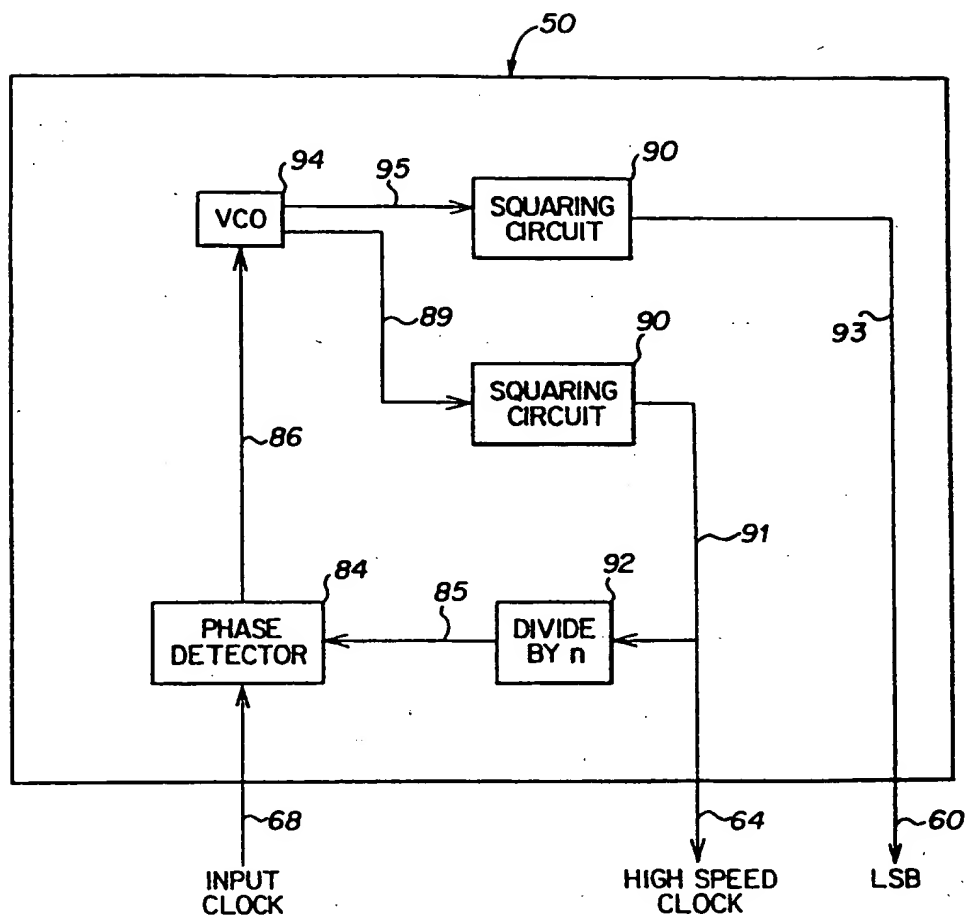 50
94
95
90
VCO
SQUARING
CIRCUIT
89
90
93
SQUARING
CIRCUIT
86
91
84
85
92
PHASE
DETECTOR
DIVIDE
BY n
68
64
60
INPUT
CLOCK
HIGH SPEED
CLOCK
LSB